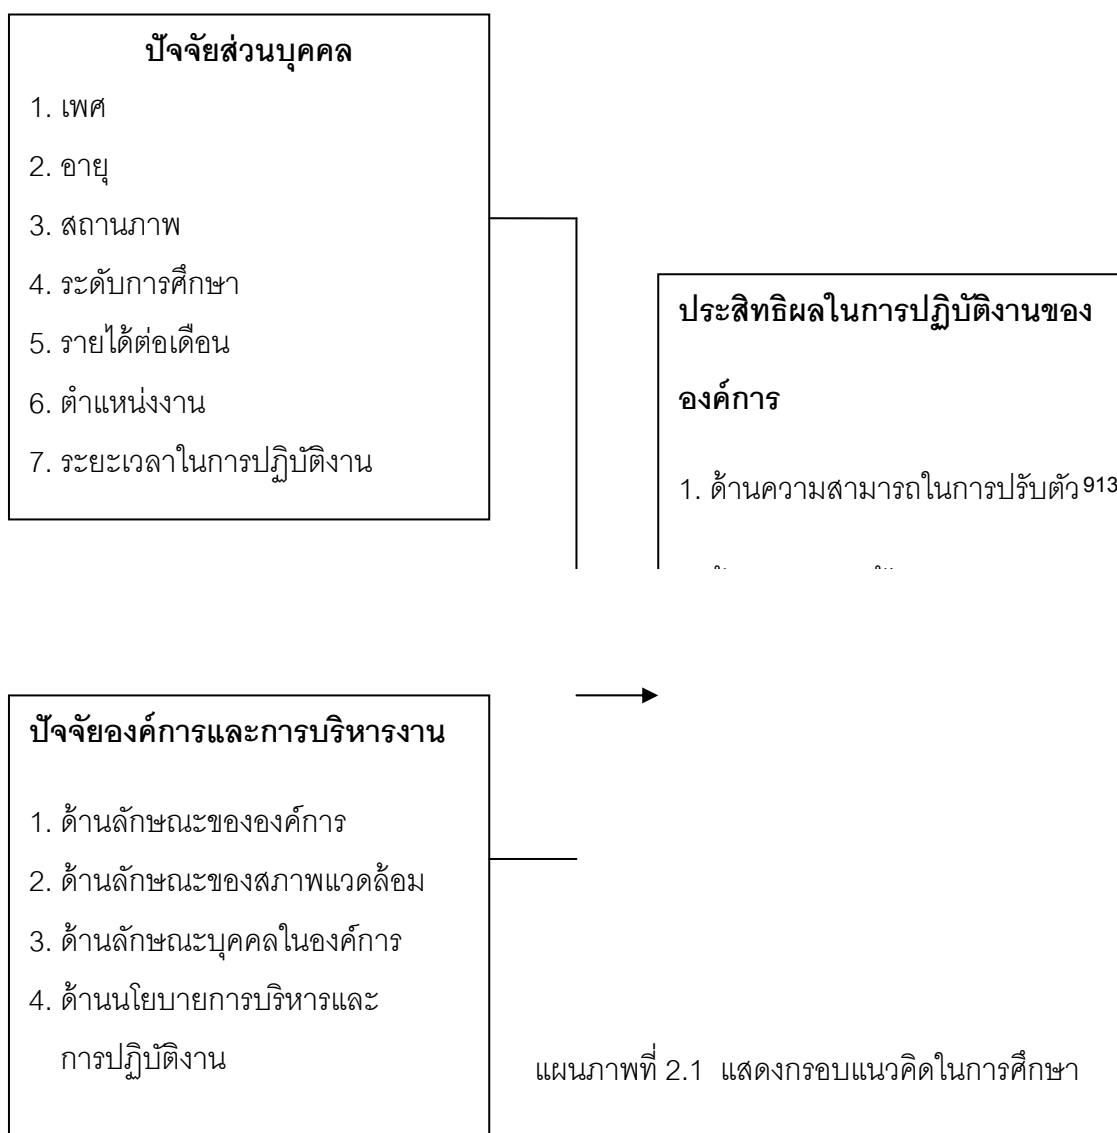 ปัจจัยส่วนบุคคล
1. เพศ
2. อายุ
3. สถานภาพ
4. ระดับการศึกษา
5. รายได้ต่อเดือน
6. ตำแหน่งงาน
7. ระยะเวลาในการปฏิบัติงาน
ประสิทธิผลในการปฏิบัติงานของ
องค์การ
1. ด้านความสามารถในการปรับตัว 913
ปัจจัยองค์การและการบริหารงาน
1. ด้านลักษณะขององค์การ
2. ด้านลักษณะของสภาพแวดล้อม
3. ด้านลักษณะบุคคลในองค์การ
4. ด้านนโยบายการบริหารและ
การปฏิบัติงาน
แผนภาพที่ 2.1 แสดงกรอบแนวคิดในการศึกษา